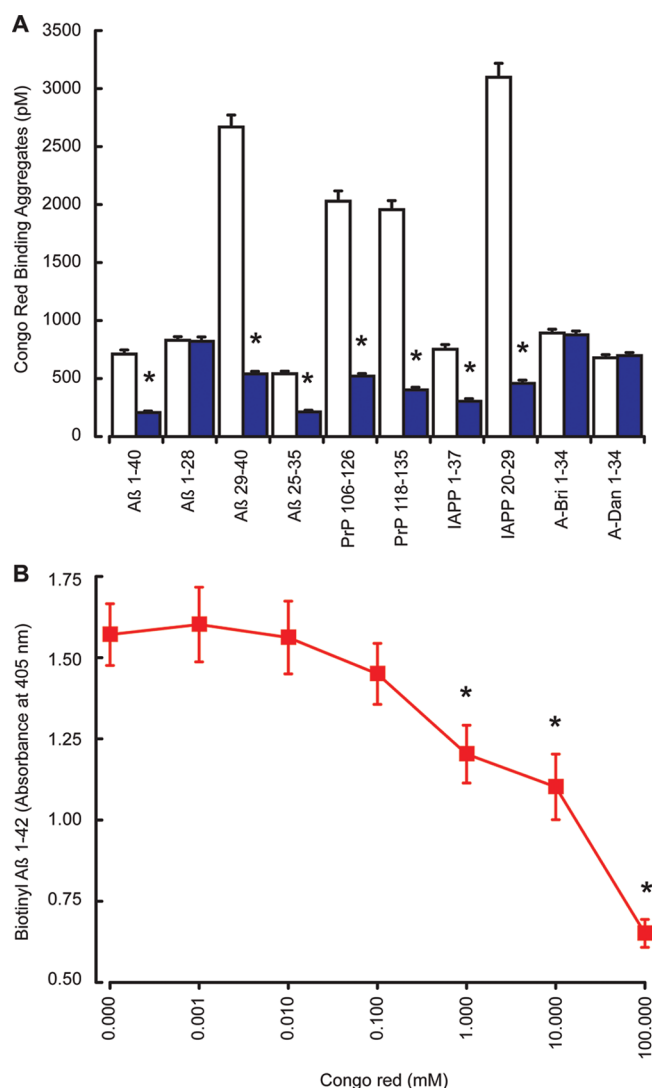 A
Congo Red Binding Aggregates (pM)
3500
3000
2500
2000
1500
1000
500
0
* * * * * * *
Aß 1-40
Aß 1-28
Aß 29-40
Aß 25-35
PrP 106-126
PrP 118-135
IAPP 1-37
IAPP 20-29
A-Bri 1-34
A-Dan 1-34
B
Biotinyl Aß 1-42 (Absorbance at 405 nm)
1.75
1.50
1.25
1.00
0.75
0.50
* * *
0.000
0.001
0.010
0.100
1.000
10.000
100.000
Congo red (mM)